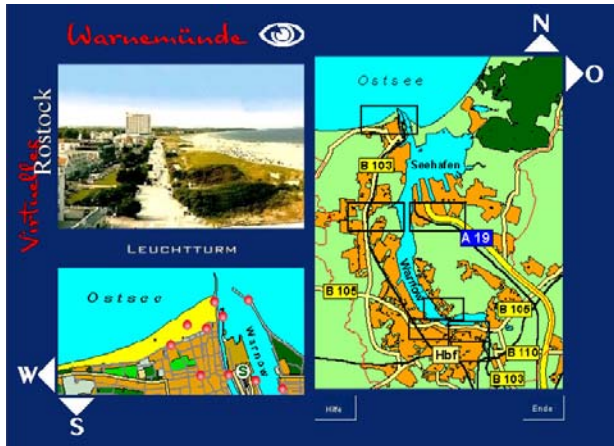 Warnemünde
N
O
Virtuelles
Rostock
Ostsee
B 103
Seehafen
LEUCHTTURM
A 19
Warnow
Ostsee
B 105
B 105
Warnow
W
S
Hbf
B 110
B 103
S
Hilfe
Ende